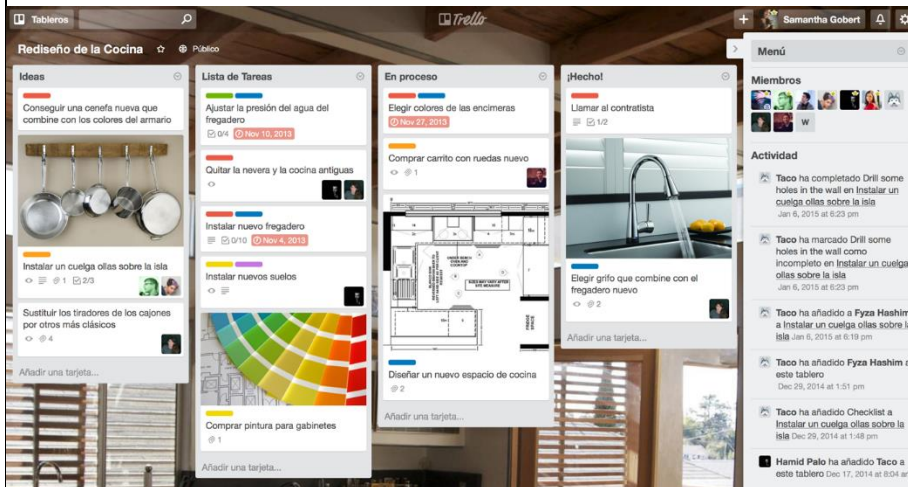 Tableros
Trello
Samantha Gobert
Rediseño de la Cocina
Público
Ideas
Conseguir una cenefa nueva que
combine con los colores del armario
Instalar un cuelga ollas sobre la isla
1
2/3
Sustituir los tiradores de los cajones
por otros más clásicos
4
Añadir una tarjeta...
Lista de Tareas
Ajustar la presión del agua del
fregadero
0/4
Nov 10, 2013
Quitar la nevera y la cocina antiguas
Instalar nuevo fregadero
0/10
Nov 4, 2013
Instalar nuevos suelos
Comprar pintura para gabinetes
1
Añadir una tarjeta...
En proceso
Elegir colores de las encimeras
Nov 27, 2013
Comprar carrito con ruedas nuevo
1
Diseñar un nuevo espacio de cocina
2
Añadir una tarjeta...
¡Hecho!
Llamar al contratista
1/2
Elegir grifo que combine con el
fregadero nuevo
2
Añadir una tarjeta...
Menú
Miembros
W
Actividad
Taco ha completado Drill some
holes in the wall en Instalar un
cuelga ollas sobre la isla
Jan 6, 2015 at 6:23 pm
Taco ha marcado Drill some
holes in the wall como
incompleto en Instalar un cuelga
ollas sobre la isla
Jan 6, 2015 at 6:23 pm
Taco ha añadido a Fyza Hashim
a Instalar un cuelga ollas sobre la
isla Jan 6, 2015 at 6:19 pm
Taco ha añadido Fyza Hashim a
este tablero
Dec 29, 2014 at 1:51 pm
Taco ha añadido Checklist a
Instalar un cuelga ollas sobre la
isla Dec 29, 2014 at 1:48 pm
Hamid Palo ha añadido Taco a
este tablero Dec 17, 2014 at 8:04 am